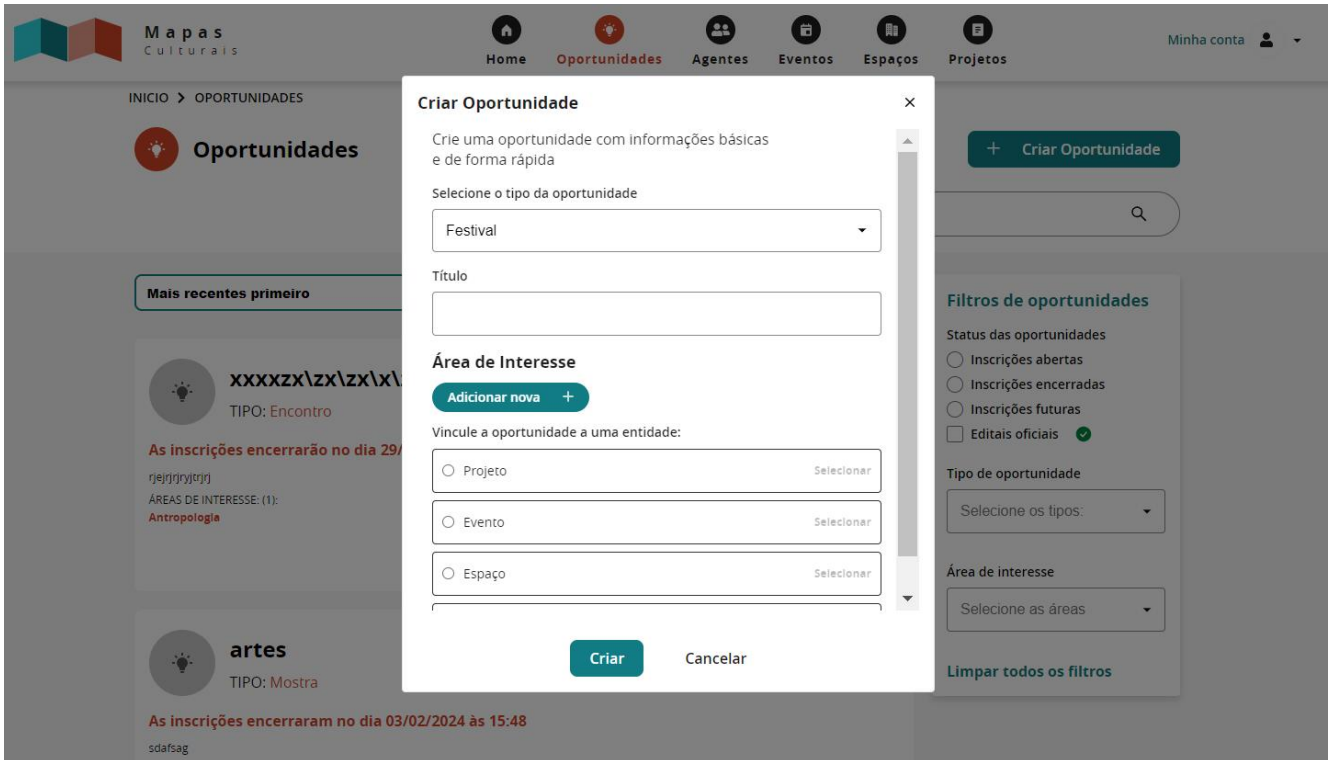 Mapas
Culturais
Home
Oportunidades
Agentes
Eventos
Espaços
Projetos
Minha conta
INICIO > OPORTUNIDADES
Oportunidades
+ Criar Oportunidade
Mais recentes primeiro
TIPO: Encontro
As inscrições encerrarão no dia 29/
ÁREAS DE INTERESSE: (1):
Antropologia
artes
TIPO: Mostra
As inscrições encerraram no dia 03/02/2024 às 15:48
sdafsag
Criar Oportunidade
×
Crie uma oportunidade com informações básicas
e de forma rápida
Selecione o tipo da oportunidade
Festival
Título
Área de Interesse
Adicionar nova +
Vincule a oportunidade a uma entidade:
Projeto Selecionar
Evento Selecionar
Espaço Selecionar
Criar Cancelar
Filtros de oportunidades
Status das oportunidades
Inscrições abertas
Inscrições encerradas
Inscrições futuras
Editais oficiais
Tipo de oportunidade
Selecione os tipos:
Área de interesse
Selecione as áreas
Limpar todos os filtros